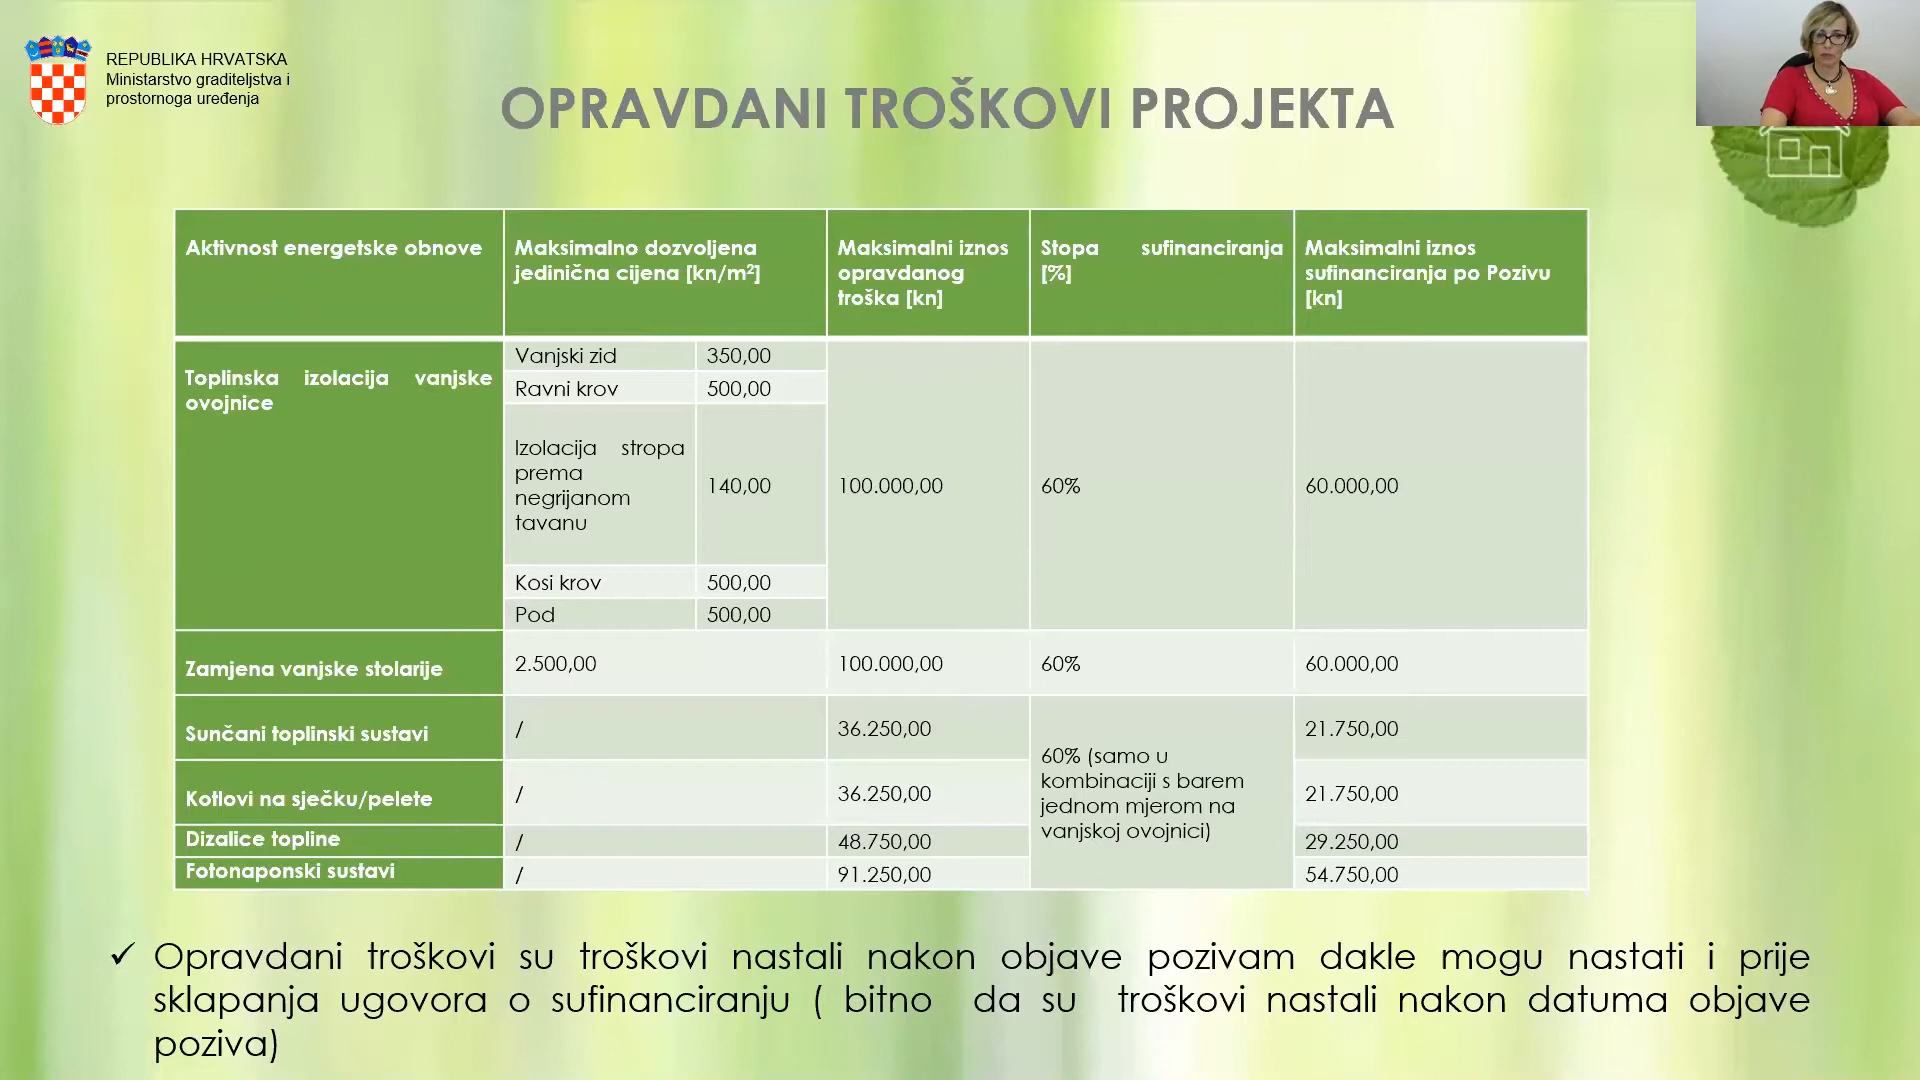 REPUBLIKA HRVATSKA
Ministarstvo graditeljstva i
prostornoga uređenja
OPRAVDANI TROŠKOVI PROJEKTA
Aktivnost energetske obnove
Maksimalno dozvoljena
jedinična cijena [kn/m²]
Maksimalni iznos
opravdanog
troška [kn]
Stopa sufinanciranja
[%]
Maksimalni iznos
sufinanciranja po Pozivu
[kn]
Toplinska izolacija vanjske
ovojnice
Vanjski zid 350,00
Ravni krov 500,00
Izolacija stropa
prema
negrijanom
tavanu
140,00
Kosi krov 500,00
Pod 500,00
100.000,00
60%
60.000,00
Zamjena vanjske stolarije 2.500,00 100.000,00 60% 60.000,00
Sunčani toplinski sustavi / 36.250,00 21.750,00
60% (samo u
kombinaciji s barem
jednom mjerom na
vanjskoj ovojnici)
Kotlovi na sječku/pelete / 36.250,00 21.750,00
Dizalice topline / 48.750,00 29.250,00
Fotonaponski sustavi / 91.250,00 54.750,00
✓ Opravdani troškovi su troškovi nastali nakon objave pozivam dakle mogu nastati i prije
sklapanja ugovora o sufinanciranju ( bitno da su troškovi nastali nakon datuma objave
poziva)